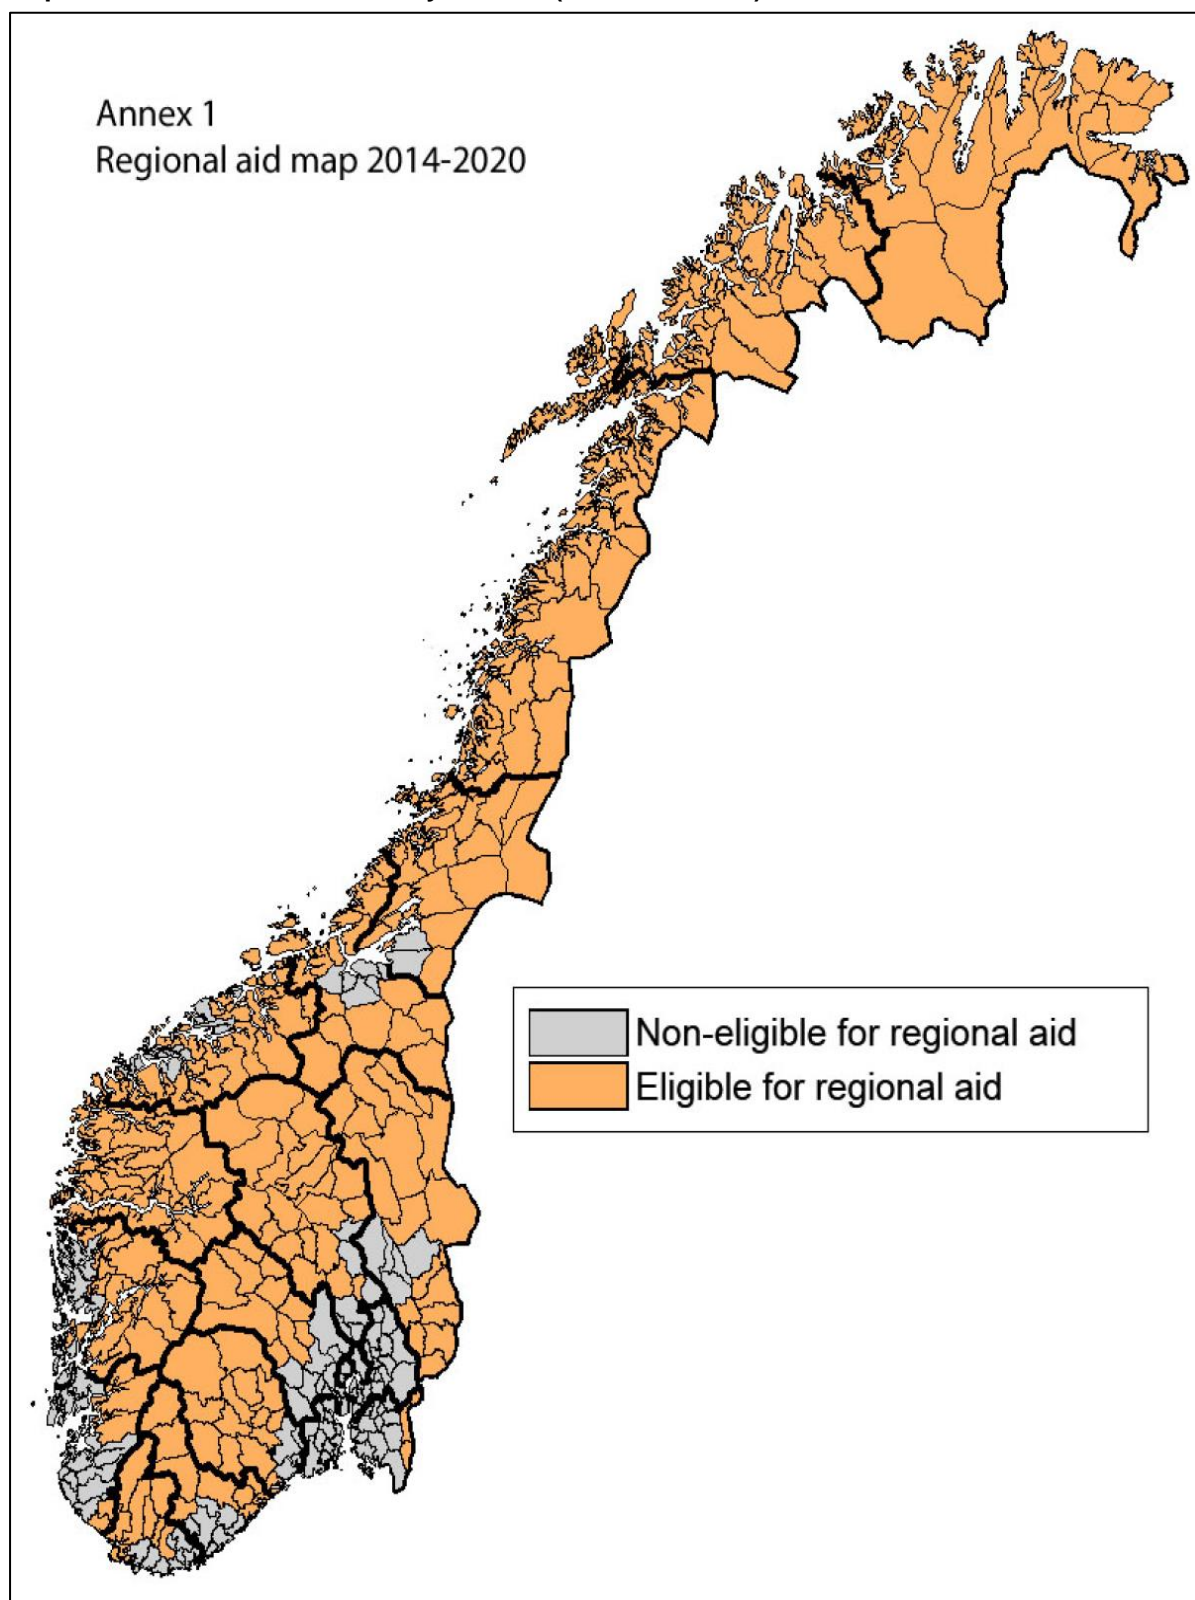 Annex 1
Regional aid map 2014-2020
Non-eligible for regional aid
Eligible for regional aid